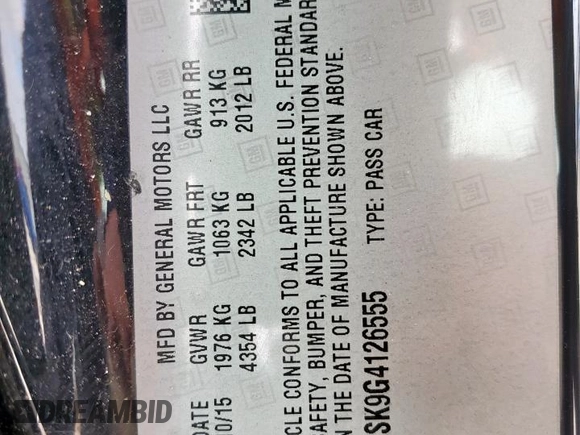 MFD BY GENERAL MOTORS LLC
DATE GVWR GAWR FRT GAWR RR
0/15 1976 KG 1063 KG 913 KG
4354 LB 2342 LB 2012 LB
CLE CONFORMS TO ALL APPLICABLE U.S. FEDERAL M
AFETY, BUMPER, AND THEFT PREVENTION STANDAR
N THE DATE OF MANUFACTURE SHOWN ABOVE.
SK9G4126555 TYPE: PASS CAR
GM
DREAMBID